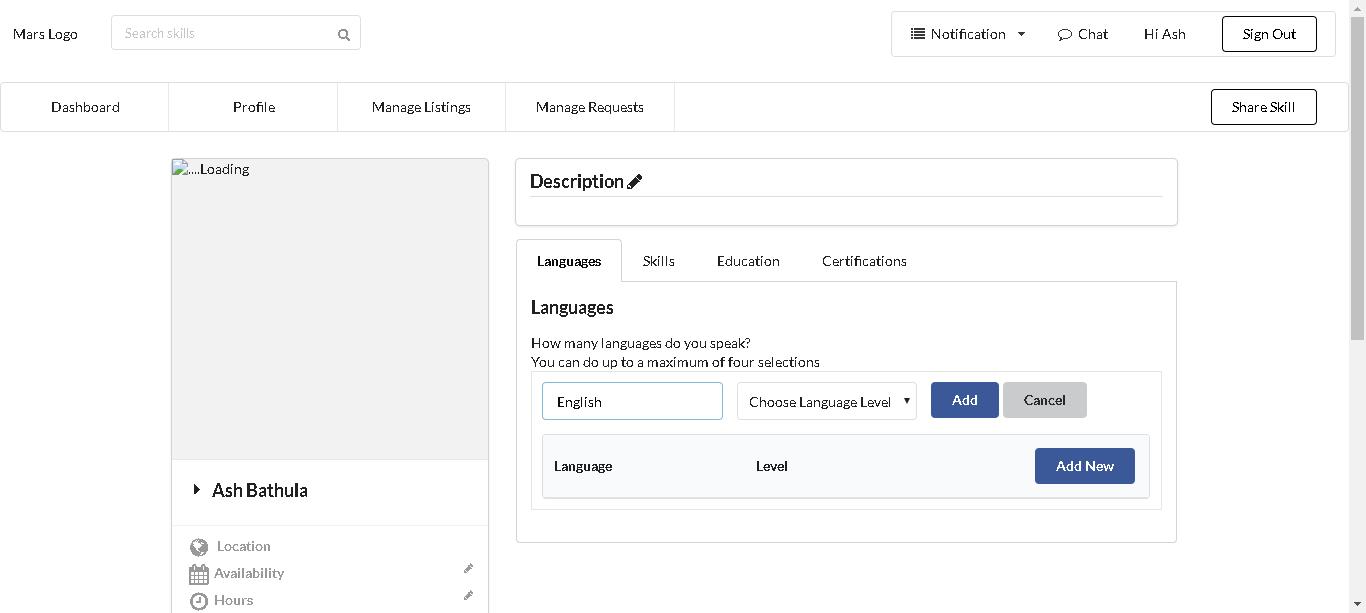 Mars Logo
Search skills
Notification
Chat
Hi Ash
Sign Out
Dashboard
Profile
Manage Listings
Manage Requests
Share Skill
....Loading
Description
Languages
Skills
Education
Certifications
Languages
How many languages do you speak?
You can do up to a maximum of four selections
English
Choose Language Level
Add
Cancel
Language
Level
Add New
Ash Bathula
Location
Availability
Hours